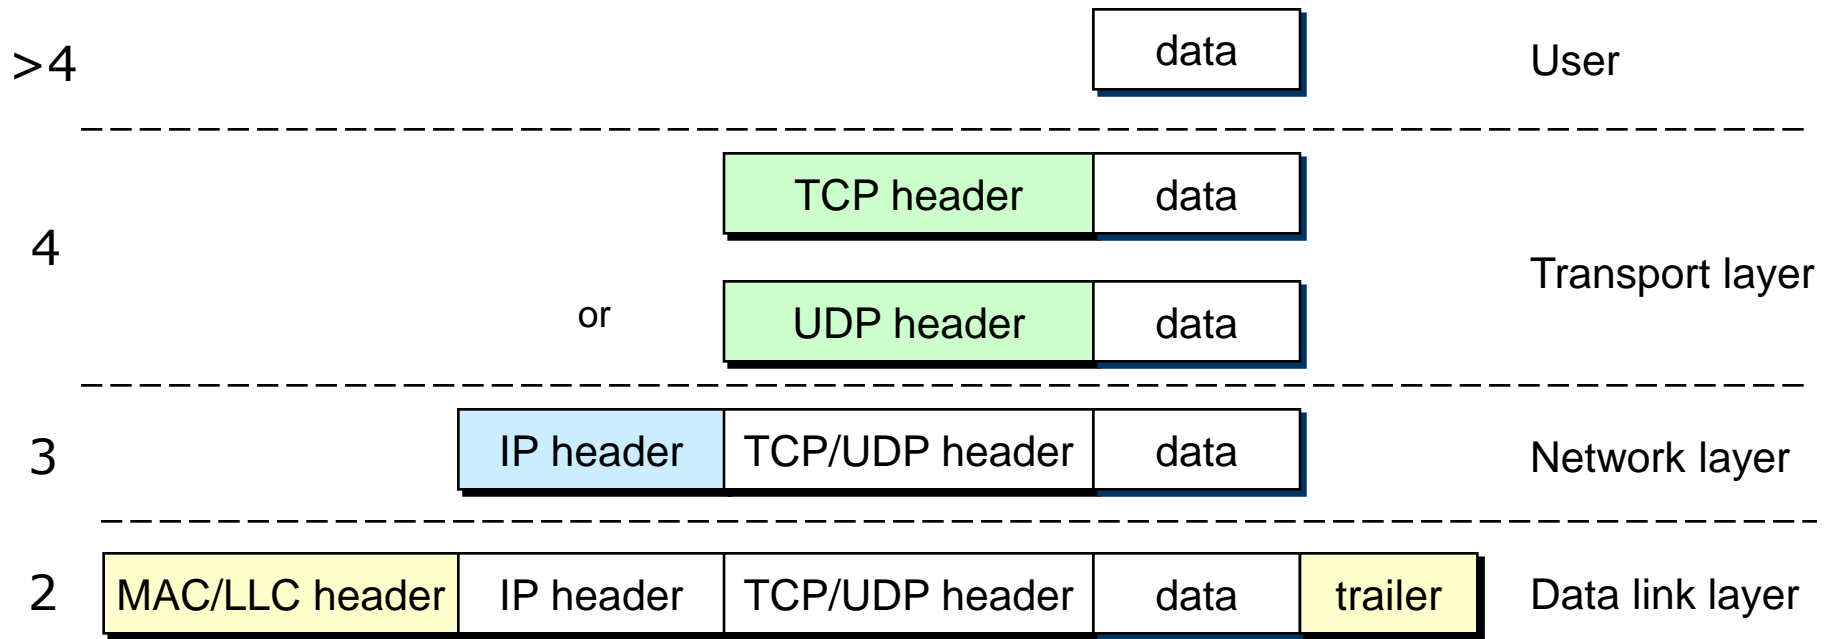 >4 data User
TCP header data
4 Transport layer
or UDP header data
3 IP header TCP/UDP header data Network layer
2 MAC/LLC header IP header TCP/UDP header data trailer Data link layer